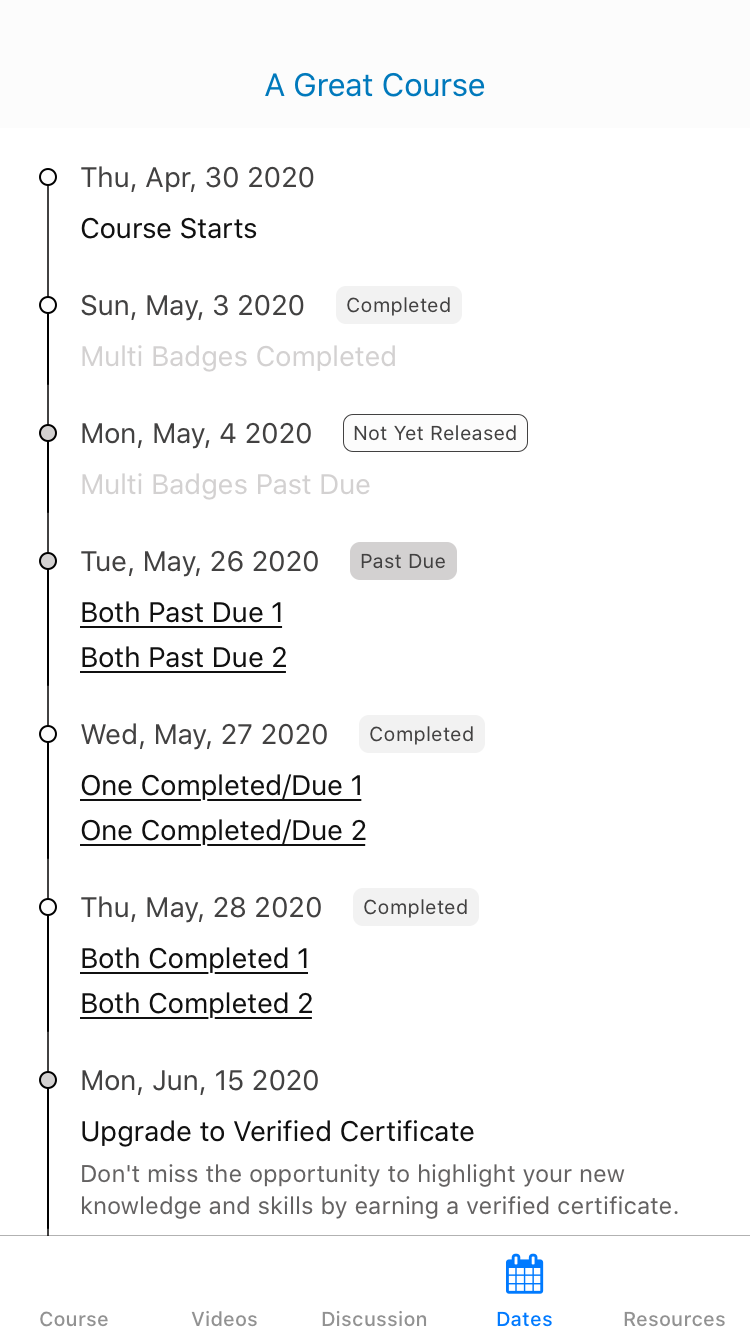 A Great Course
Thu, Apr, 30 2020
Course Starts
Sun, May, 3 2020 Completed
Multi Badges Completed
Mon, May, 4 2020 Not Yet Released
Multi Badges Past Due
Tue, May, 26 2020 Past Due
Both Past Due 1
Both Past Due 2
Wed, May, 27 2020 Completed
One Completed/Due 1
One Completed/Due 2
Thu, May, 28 2020 Completed
Both Completed 1
Both Completed 2
Mon, Jun, 15 2020
Upgrade to Verified Certificate
Don't miss the opportunity to highlight your new
knowledge and skills by earning a verified certificate.
Course Videos Discussion Dates Resources